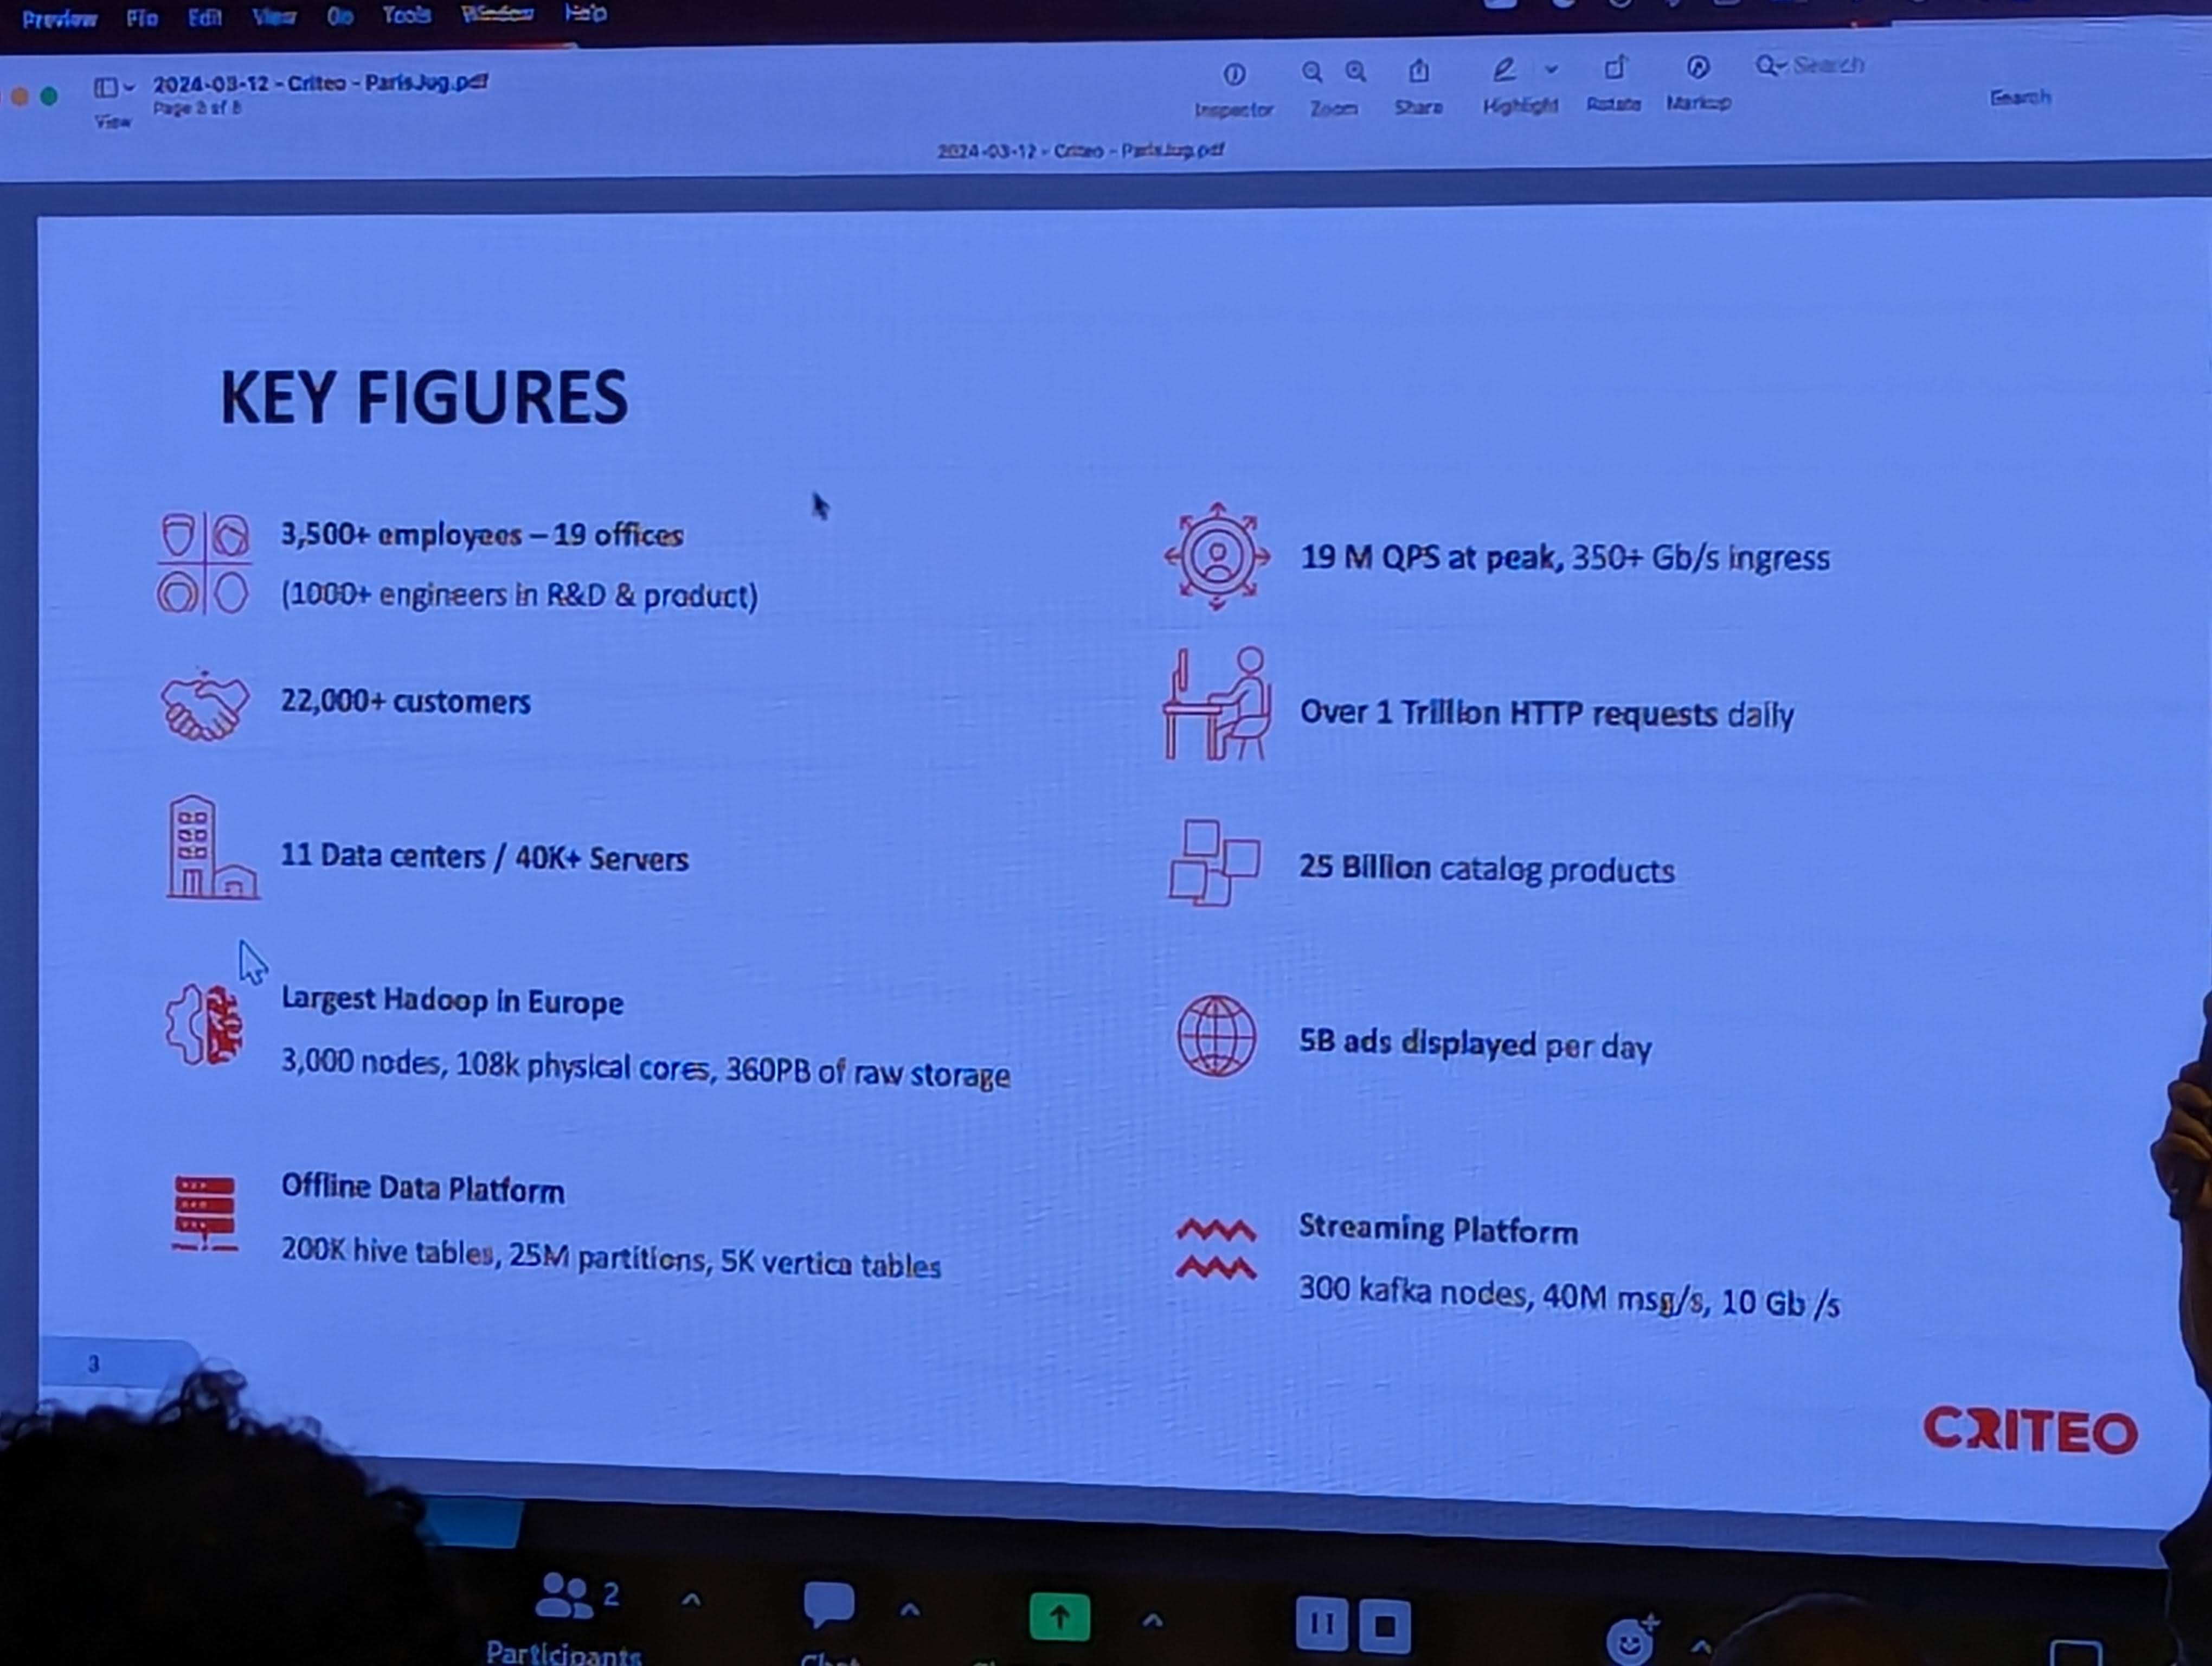 Preview File Edit View Go Tools Window Help
2024-03-12 - Criteo - ParisJug.pdf
View
Inspector Zoom Share Highlight Rotate Markup Search
Search
2024-03-12 - Criteo - ParisJug.pdf
KEY FIGURES
3,500+ employees – 19 offices
(1000+ engineers in R&D & product)
22,000+ customers
11 Data centers / 40K+ Servers
Largest Hadoop in Europe
3,000 nodes, 108k physical cores, 360PB of raw storage
Offline Data Platform
200K hive tables, 25M partitions, 5K vertica tables
19 M QPS at peak, 350+ Gb/s ingress
Over 1 Trillion HTTP requests daily
25 Billion catalog products
5B ads displayed per day
Streaming Platform
300 kafka nodes, 40M msg/s, 10 Gb /s
3
CRITEO
2
Participants
Chat